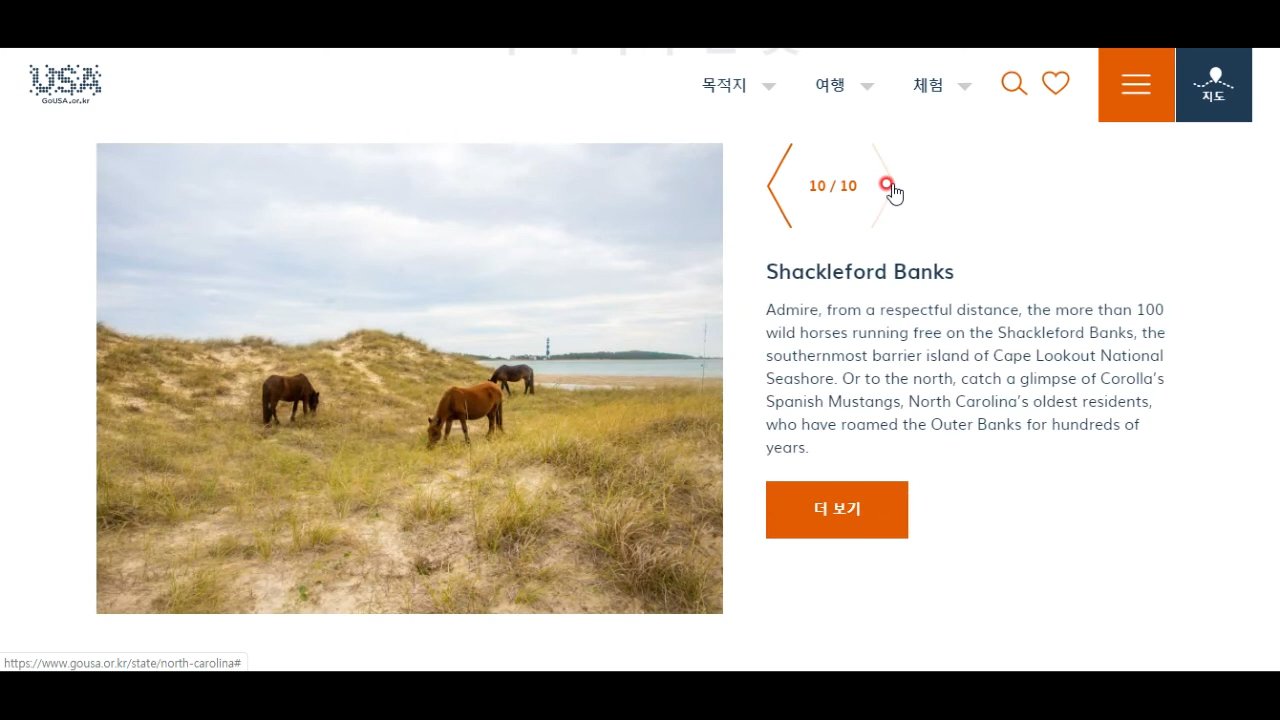 USA
GoUSA.or.kr
목적지
여행
체험
지도
10 / 10
Shackleford Banks
Admire, from a respectful distance, the more than 100
wild horses running free on the Shackleford Banks, the
southernmost barrier island of Cape Lookout National
Seashore. Or to the north, catch a glimpse of Corolla's
Spanish Mustangs, North Carolina's oldest residents,
who have roamed the Outer Banks for hundreds of
years.
더 보기
https://www.gousa.or.kr/state/north-carolina#